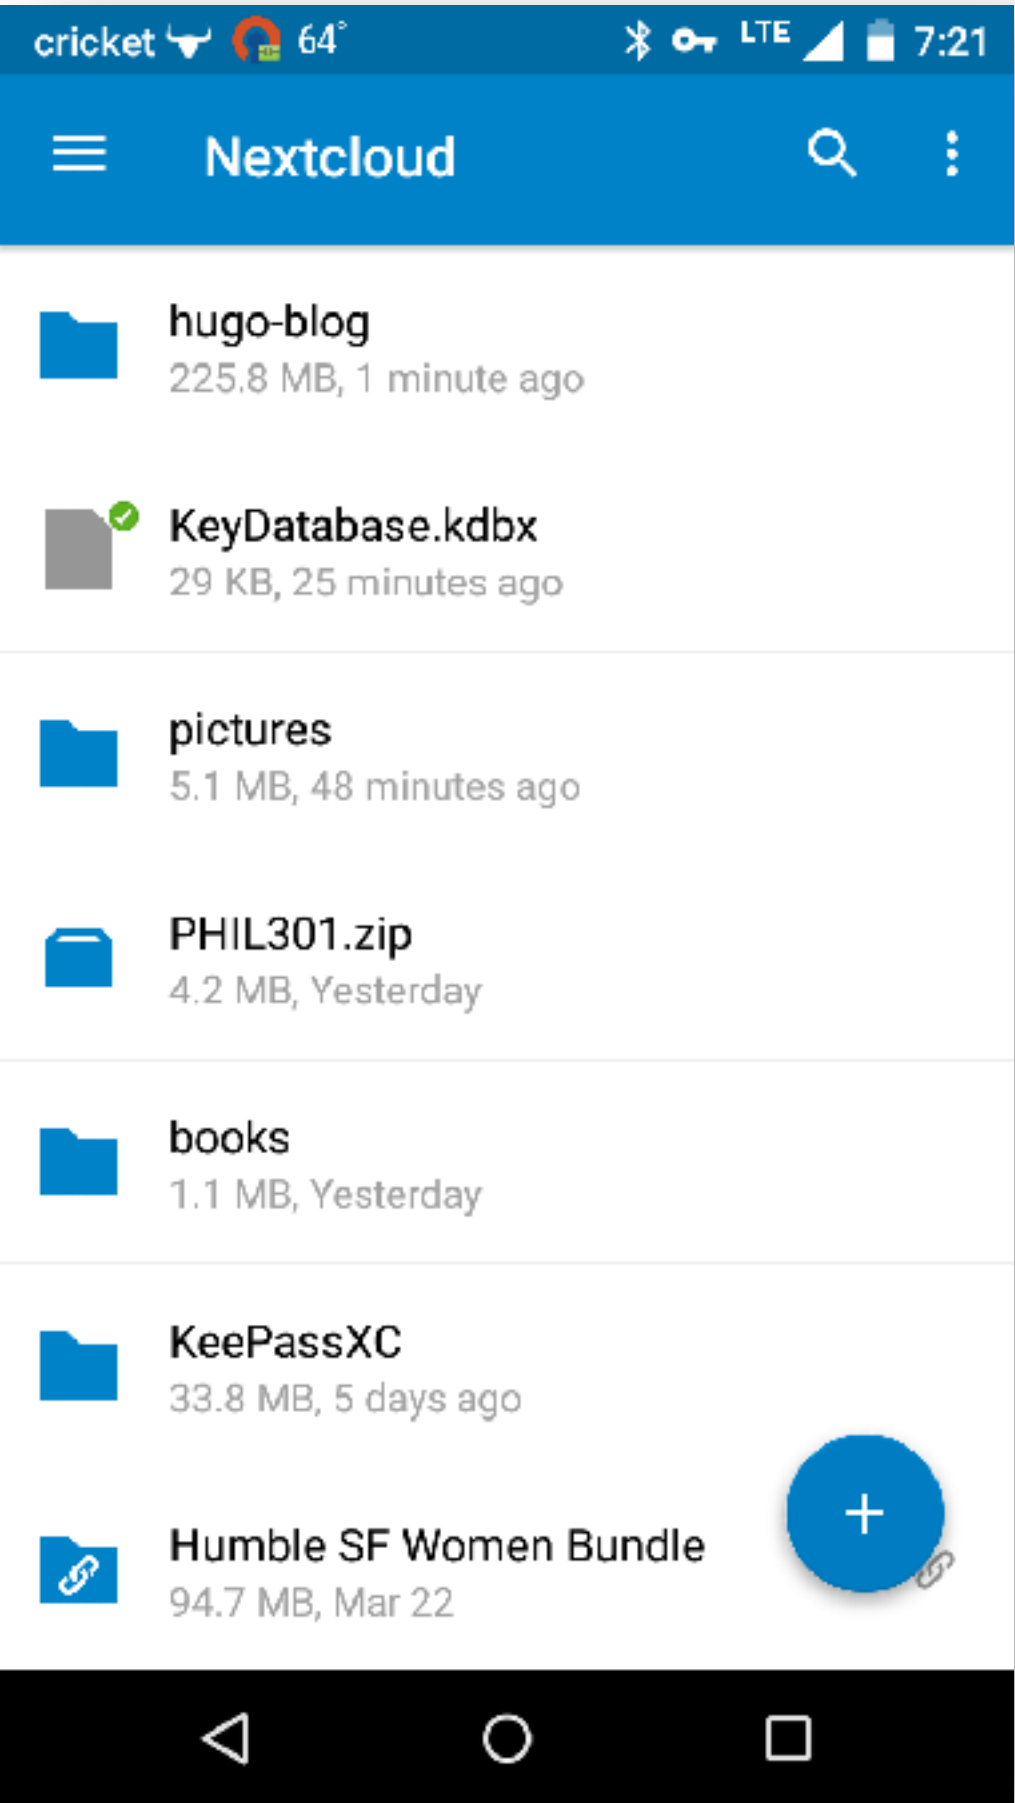 cricket 64° LTE 7:21
Nextcloud
hugo-blog
225.8 MB, 1 minute ago
KeyDatabase.kdbx
29 KB, 25 minutes ago
pictures
5.1 MB, 48 minutes ago
PHIL301.zip
4.2 MB, Yesterday
books
1.1 MB, Yesterday
KeePassXC
33.8 MB, 5 days ago
Humble SF Women Bundle
94.7 MB, Mar 22